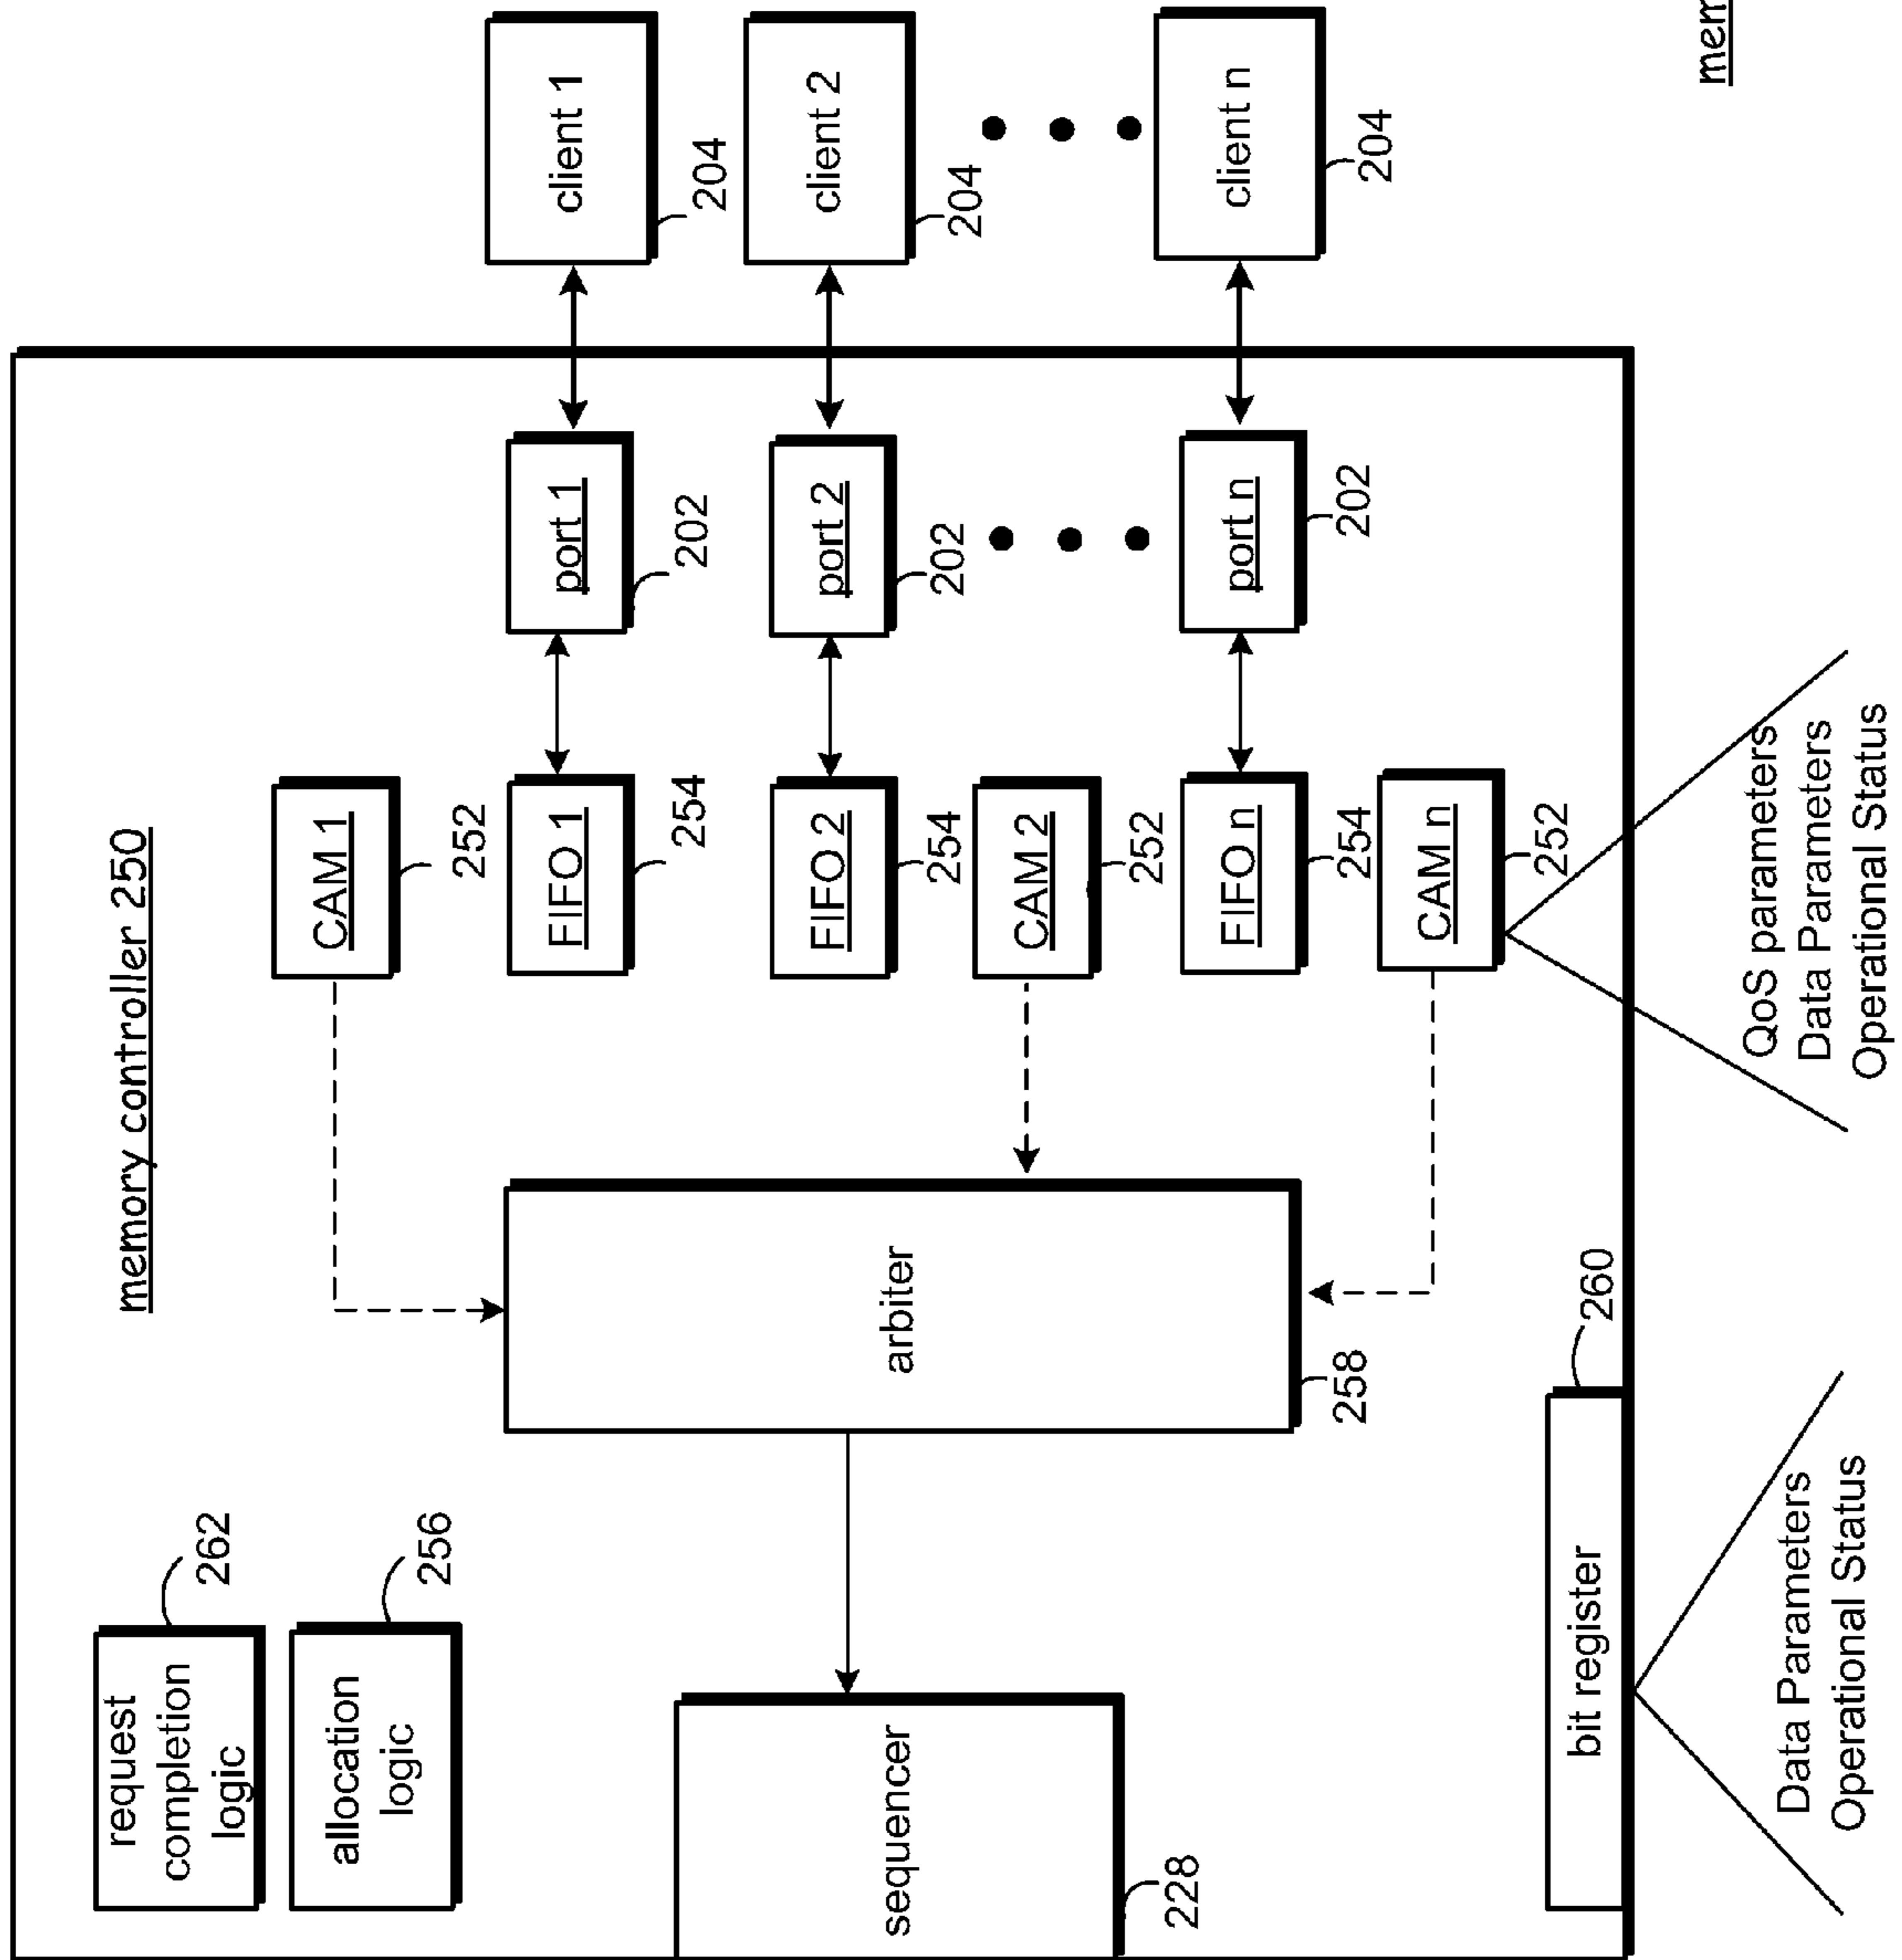 memory controller 250
request
completion
logic
262
allocation
logic
256
sequencer
228
arbiter
258
bit register
260
Data Parameters
Operational Status
CAM 1
252
FIFO 1
254
FIFO 2
254
CAM 2
252
FIFO n
254
CAM n
252
QoS parameters
Data Parameters
Operational Status
port 1
202
port 2
202
port n
202
client 1
204
client 2
204
client n
204